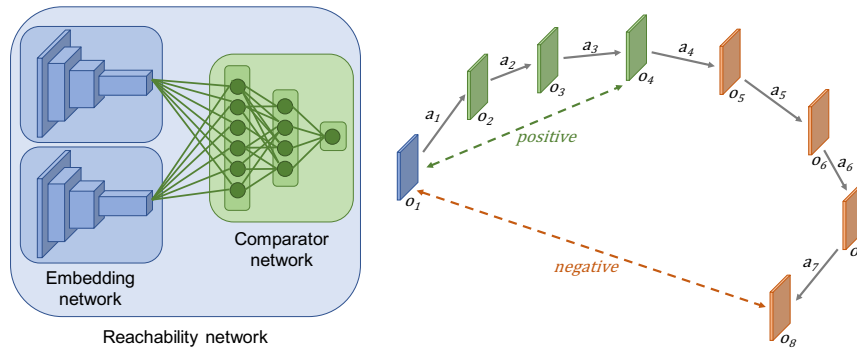 Embedding
network
Comparator
network
Reachability network
a1
a2
a3
a4
a5
a6
a7
o1
o2
o3
o4
o5
o6
o
o8
positive
negative